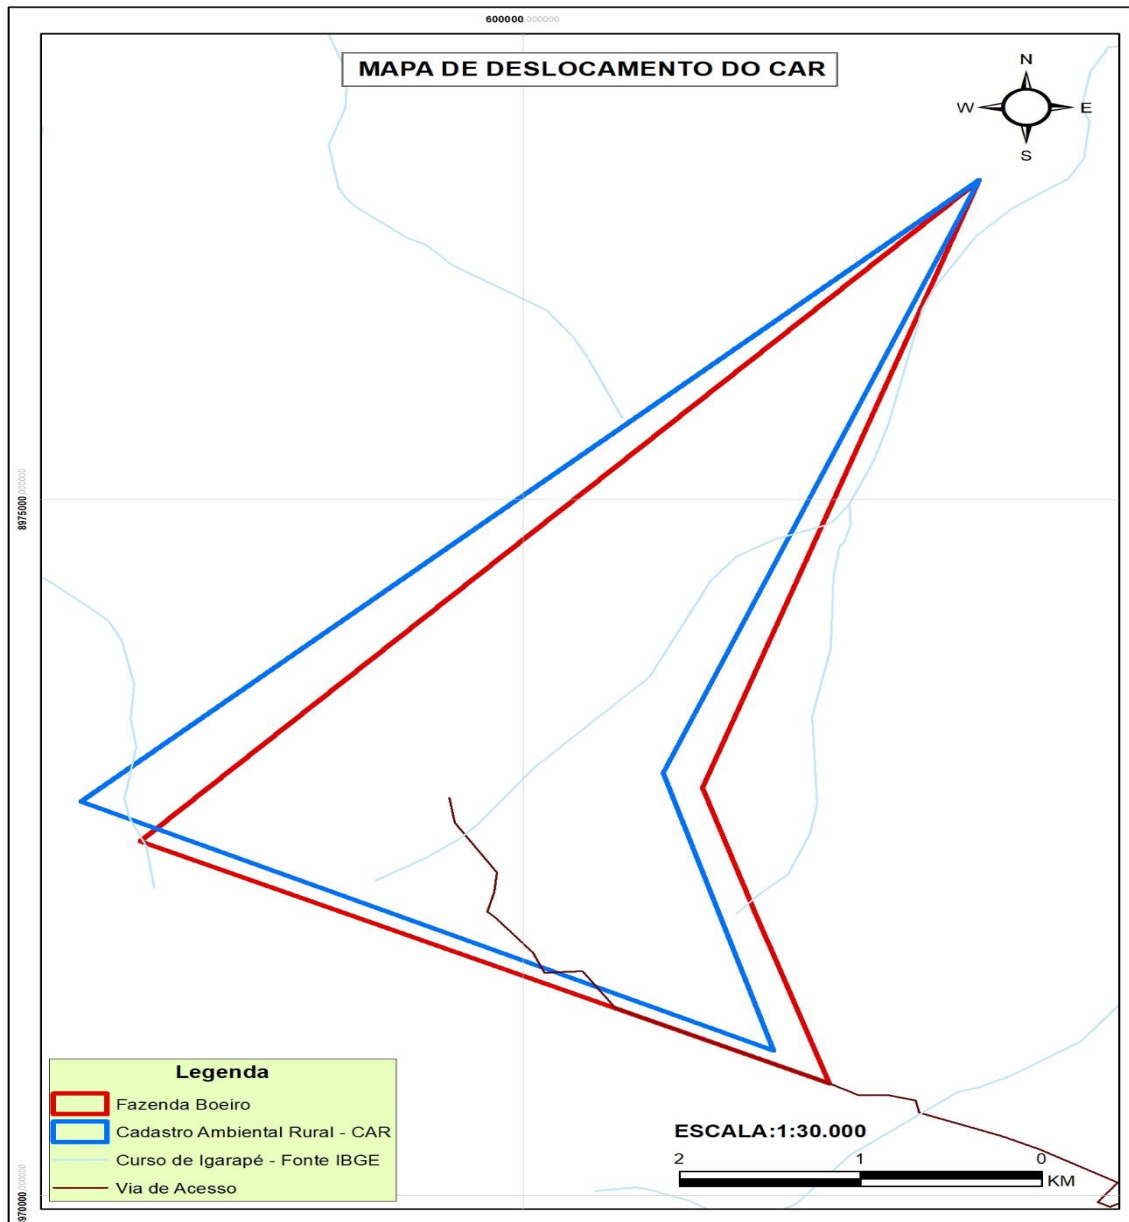 600000,000000
MAPA DE DESLOCAMENTO DO CAR
N
W E
S
8975000,000000
Legenda
Fazenda Boeiro
Cadastro Ambiental Rural - CAR
Curso de Igarapé - Fonte IBGE
Via de Acesso
ESCALA:1:30.000
2 1 0
KM
8970000,000000